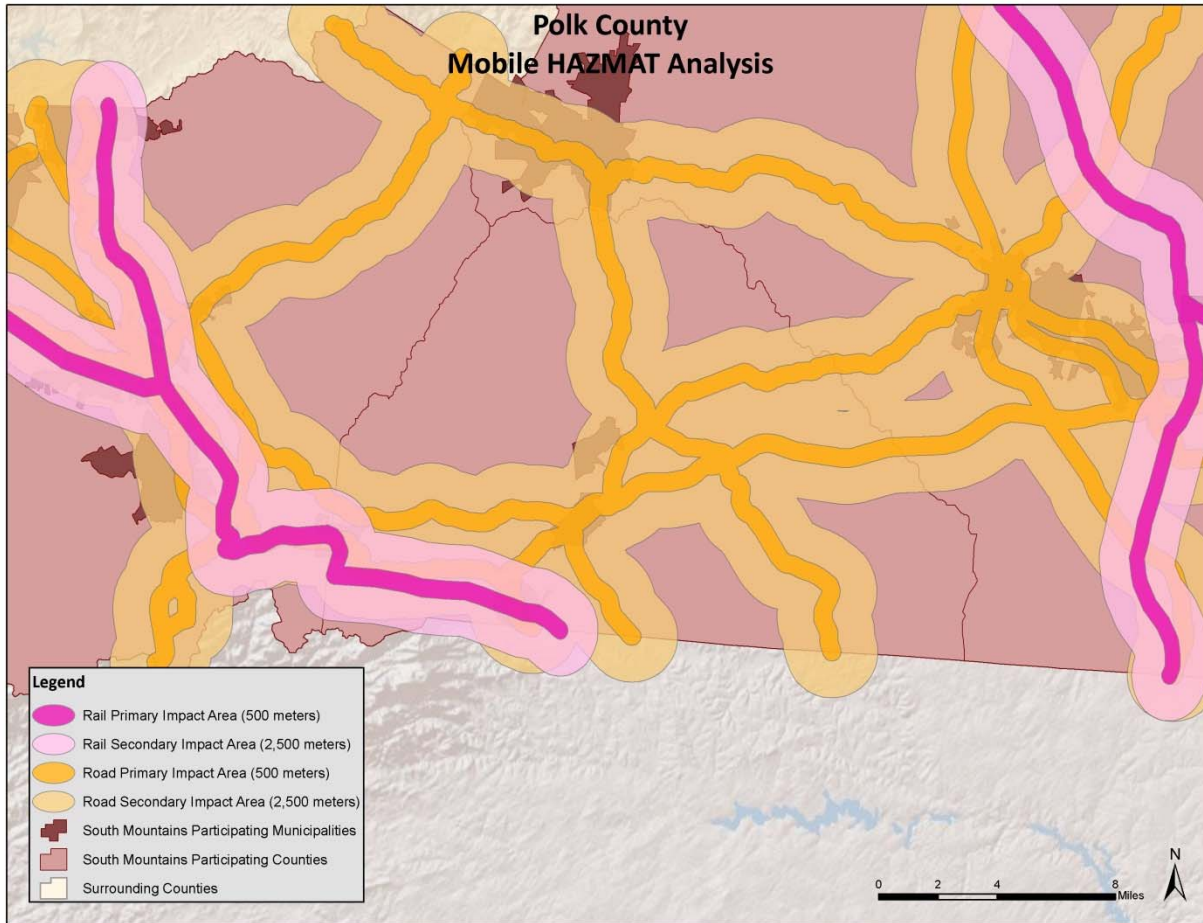 Polk County
Mobile HAZMAT Analysis
Legend
Rail Primary Impact Area (500 meters)
Rail Secondary Impact Area (2,500 meters)
Road Primary Impact Area (500 meters)
Road Secondary Impact Area (2,500 meters)
South Mountains Participating Municipalities
South Mountains Participating Counties
Surrounding Counties
N
0 2 4 8
Miles